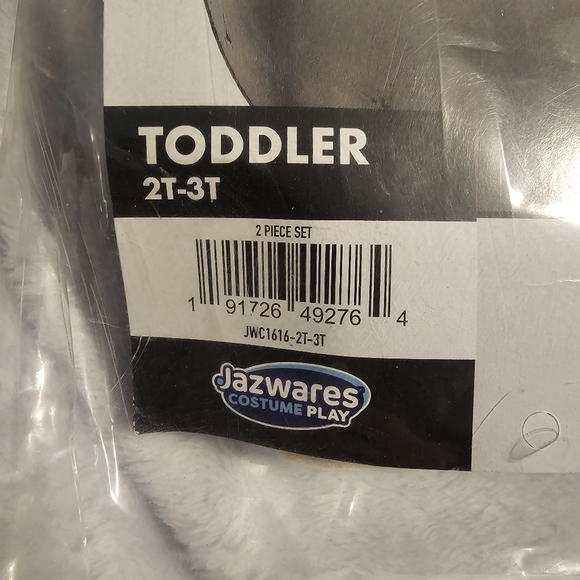 TODDLER
2T-3T
2 PIECE SET
1 91726 49276 4
JWC1616-2T-3T
Jazwares
COSTUME PLAY